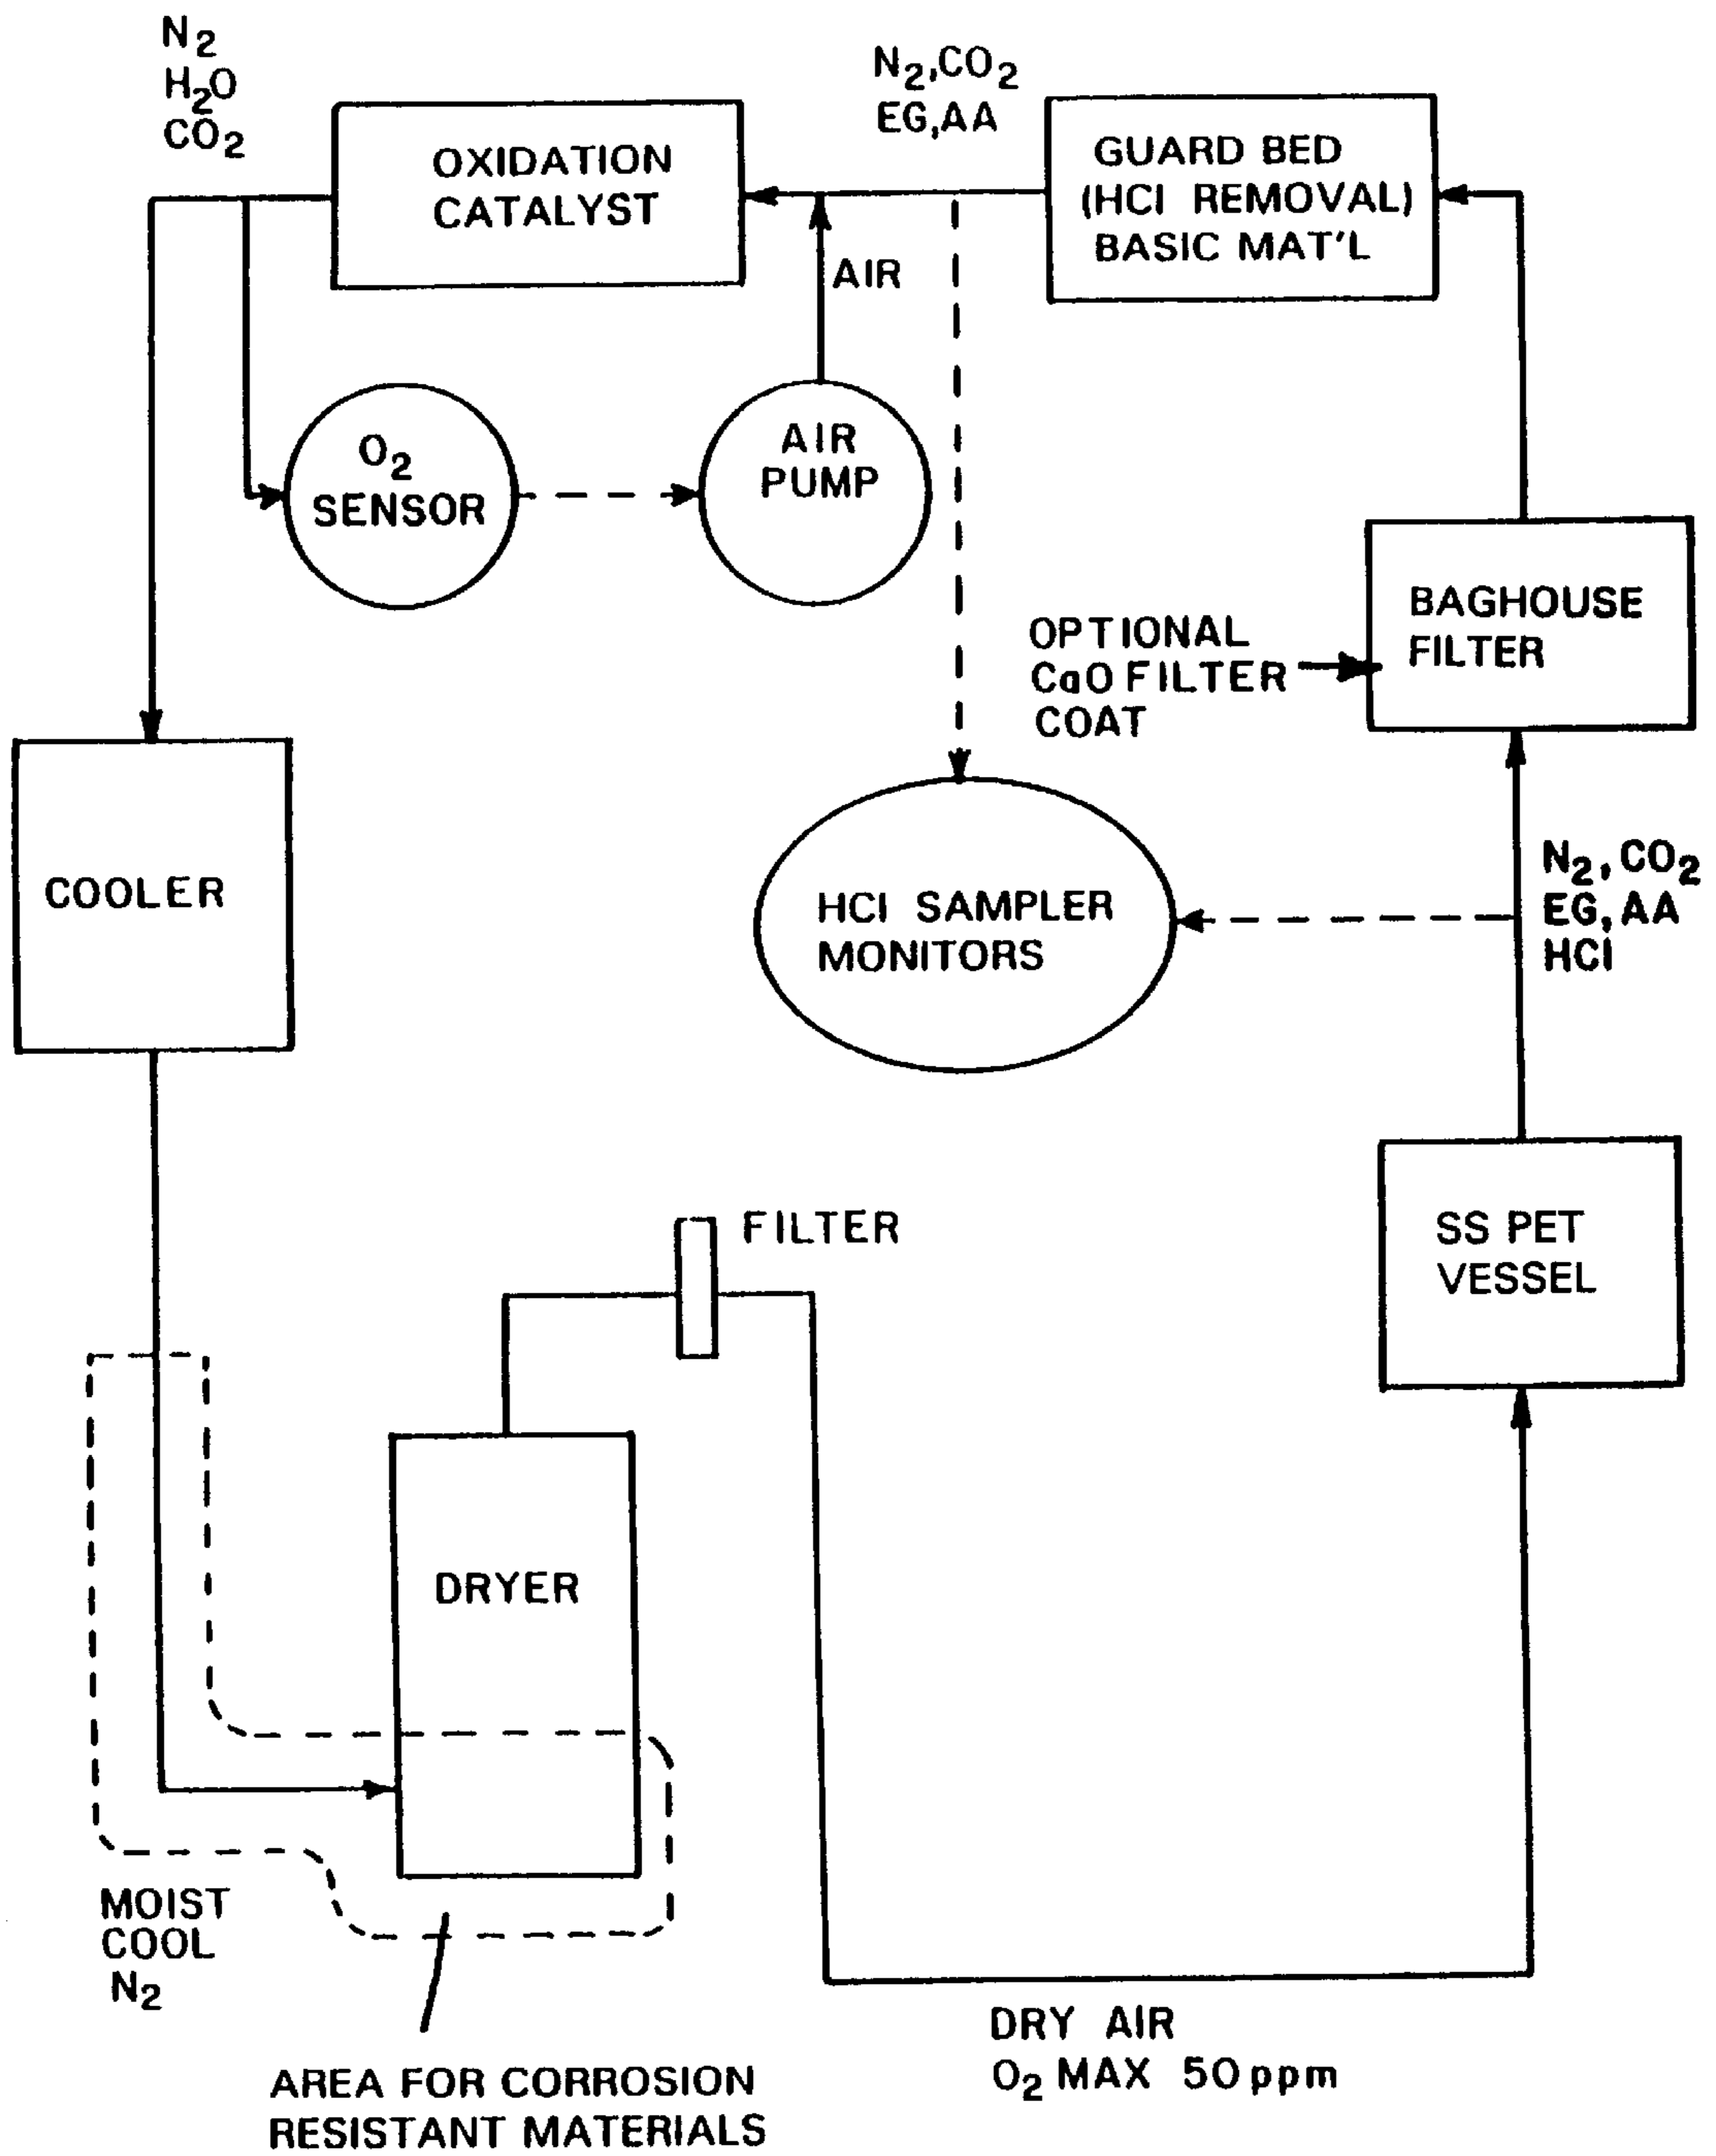 N2
H2O
CO2
OXIDATION
CATALYST
N2,CO2
EG,AA
GUARD BED
(HCl REMOVAL)
BASIC MAT'L
AIR
O2
SENSOR
AIR
PUMP
BAGHOUSE
FILTER
OPTIONAL
CaO FILTER
COAT
COOLER
HCl SAMPLER
MONITORS
N2, CO2
EG, AA
HCl
SS PET
VESSEL
FILTER
DRYER
MOIST
COOL
N2
DRY AIR
O2 MAX 50ppm
AREA FOR CORROSION
RESISTANT MATERIALS